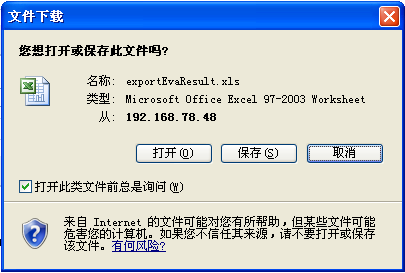 文件下载
您想打开或保存此文件吗?
名称: exportEvaResult.xls
类型: Microsoft Office Excel 97-2003 Worksheet
从: 192.168.78.48
打开(O) 保存(S) 取消
打开此类文件前总是询问(W)
来自 Internet 的文件可能对您有所帮助，但某些文件可能
危害您的计算机。如果您不信任其来源，请不要打开或保存
该文件。有何风险?